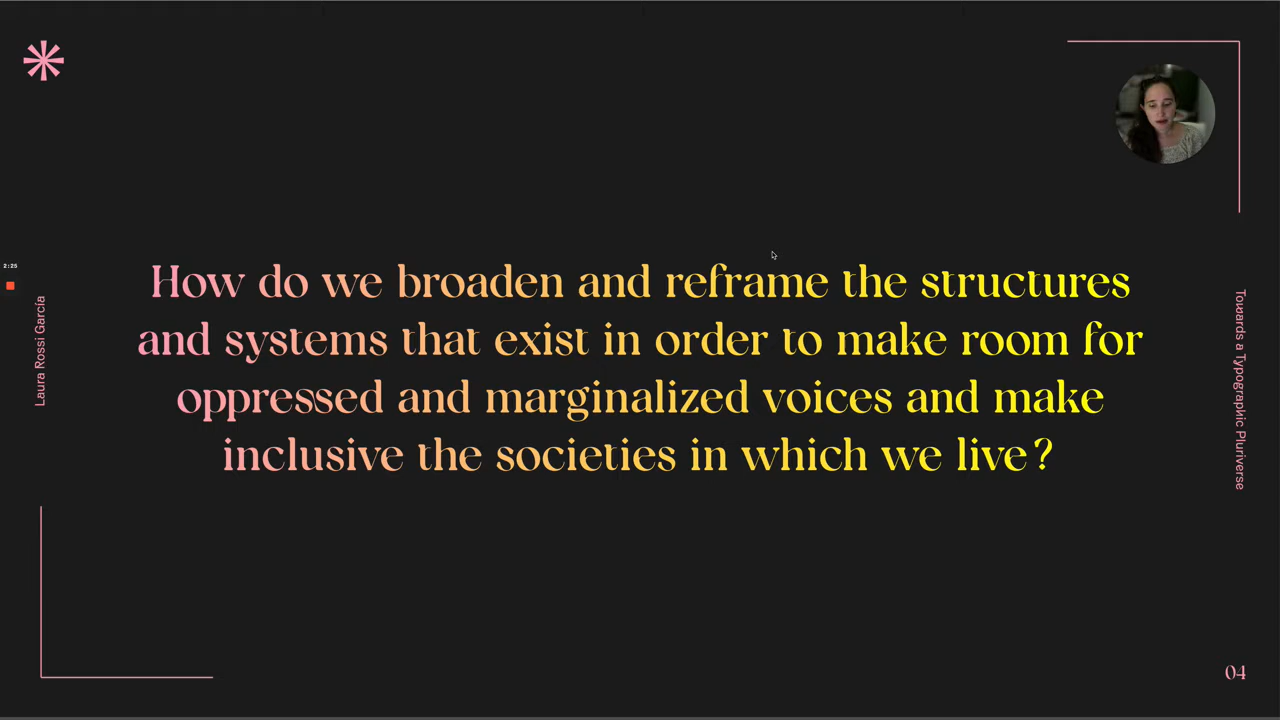 2:25
Laura Rossi García
How do we broaden and reframe the structures
and systems that exist in order to make room for
oppressed and marginalized voices and make
inclusive the societies in which we live?
Towards a Typographic Pluriverse
04